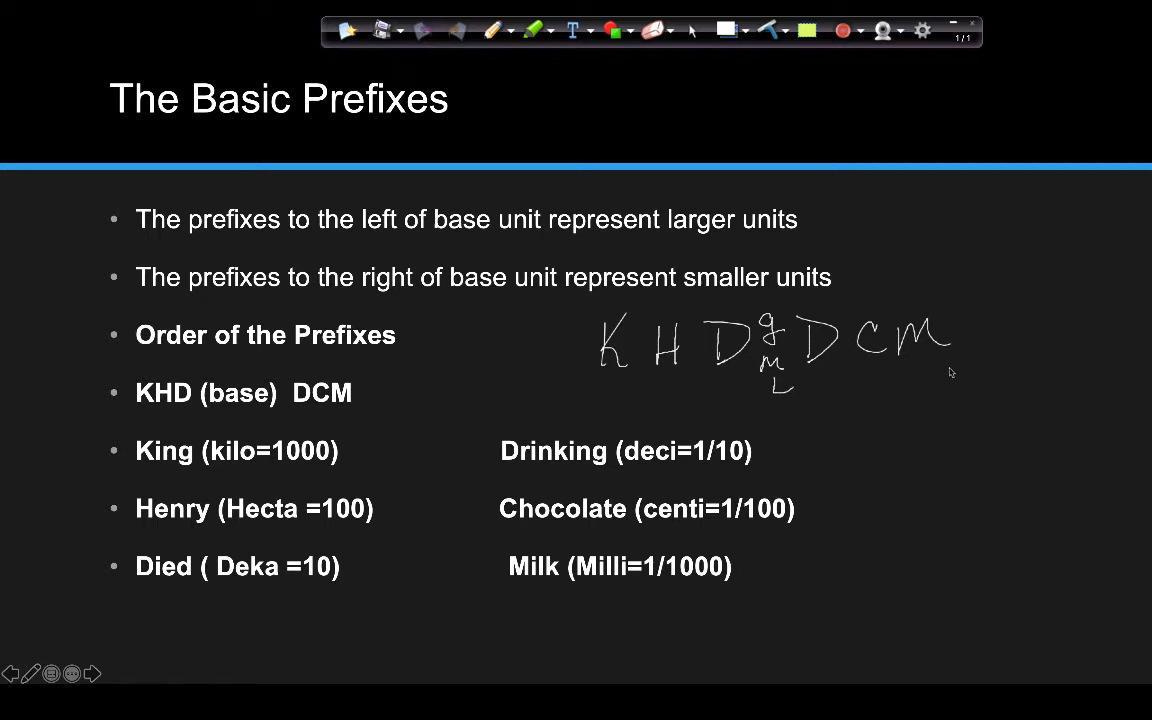 1/1
The Basic Prefixes
• The prefixes to the left of base unit represent larger units
• The prefixes to the right of base unit represent smaller units
• Order of the Prefixes
K H D g D C M
m
L
• KHD (base) DCM
• King (kilo=1000) Drinking (deci=1/10)
• Henry (Hecta =100) Chocolate (centi=1/100)
• Died ( Deka =10) Milk (Milli=1/1000)